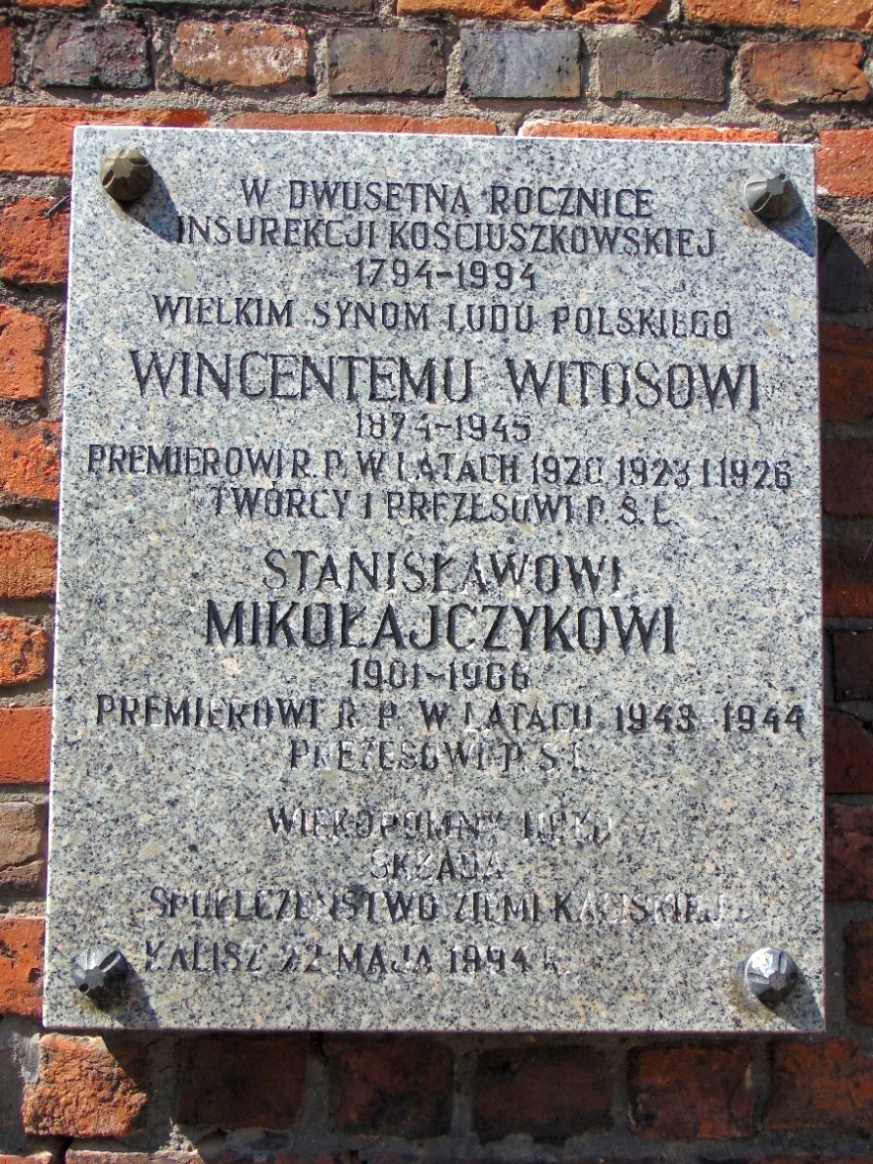 W DWUSETNĄ ROCZNICĘ
INSUREKCJI KOŚCIUSZKOWSKIEJ
1794-1994
WIELKIM SYNOM LUDU POLSKIEGO
WINCENTEMU WITOSOWI
1874-1945
PREMIEROWI R.P. W LATACH 1920, 1923 I 1926
TWÓRCY I PREZESOWI P.S.L.
STANISŁAWOWI
MIKOŁAJCZYKOWI
1901-1966
PREMIEROWI R.P. W LATACH 1943-1944
PREZESOWI P.S.L.
WIEKOPOMNY HOŁD
SKŁADA
SPOŁECZEŃSTWO ZIEMI KALISKIEJ
KALISZ 22 MAJA 1994 R.